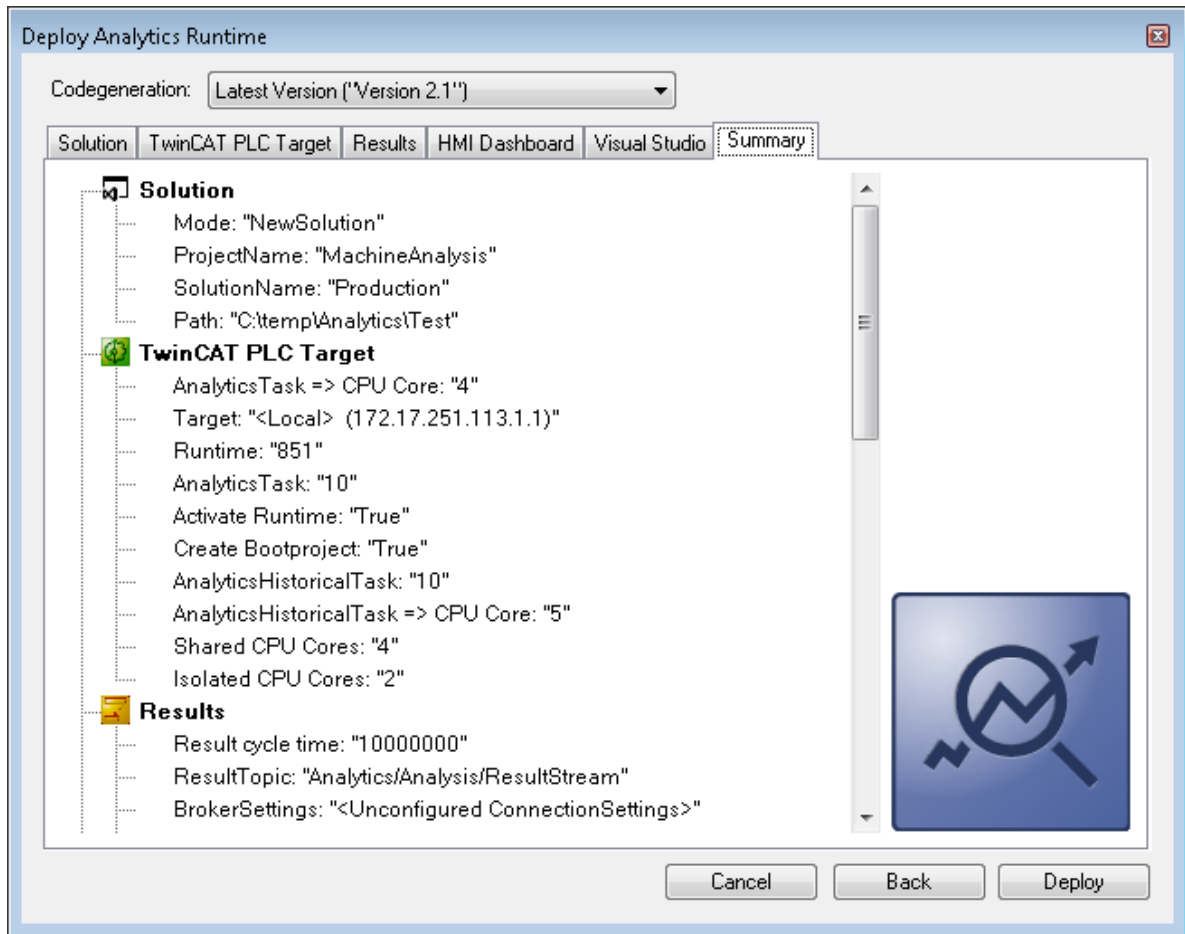 Deploy Analytics Runtime
Codegeneration: Latest Version ("Version 2.1")
Solution TwinCAT PLC Target Results HMI Dashboard Visual Studio Summary
Solution
Mode: "NewSolution"
ProjectName: "MachineAnalysis"
SolutionName: "Production"
Path: "C:\temp\Analytics\Test"
TwinCAT PLC Target
AnalyticsTask => CPU Core: "4"
Target: "<Local> (172.17.251.113.1.1)"
Runtime: "851"
AnalyticsTask: "10"
Activate Runtime: "True"
Create Bootproject: "True"
AnalyticsHistoricalTask: "10"
AnalyticsHistoricalTask => CPU Core: "5"
Shared CPU Cores: "4"
Isolated CPU Cores: "2"
Results
Result cycle time: "10000000"
ResultTopic: "Analytics/Analysis/ResultStream"
BrokerSettings: "<Unconfigured ConnectionSettings>"
Cancel Back Deploy